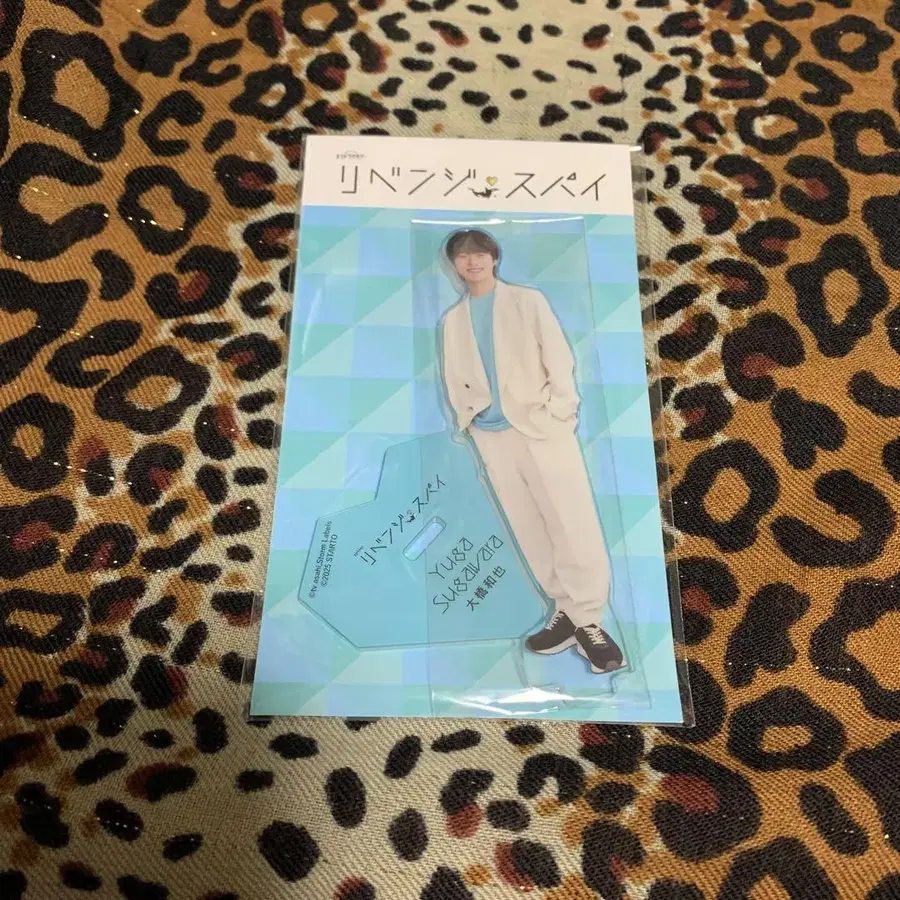 リベンジ スパイ
リベンジ スパイ
Yusa
Sugawara
大橋和也
©tv asahi,Storm Labels
©2025 STARTO